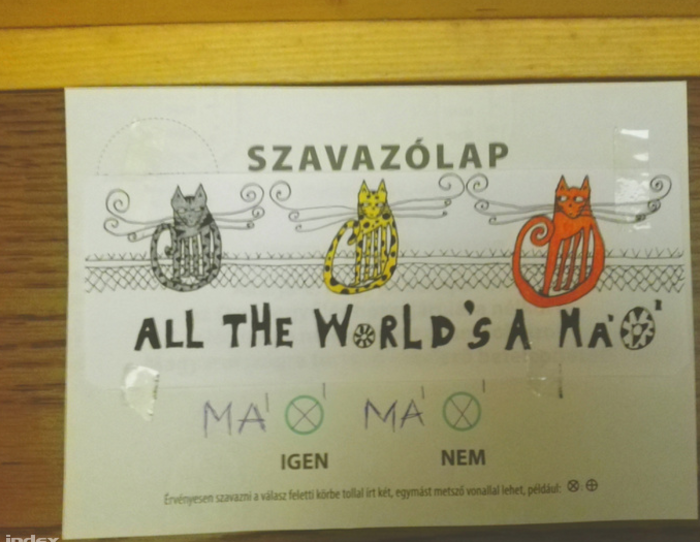 SZAVAZÓLAP
ALL THE WORLD'S A MA'O'
MA'O' MA'O'
IGEN NEM
Érvényesen szavazni a válasz feletti körbe tollal írt két, egymást metsző vonallal lehet, például: ⊗ ⊕
index